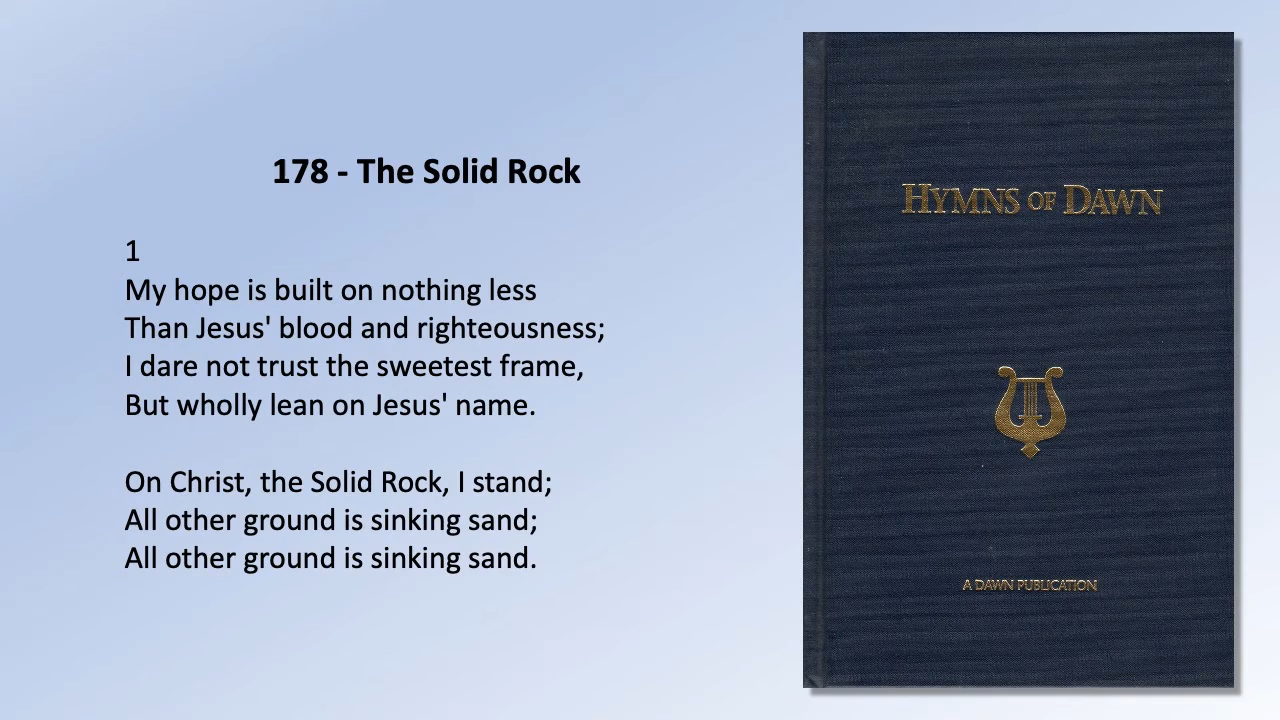 178 - The Solid Rock
1
My hope is built on nothing less
Than Jesus' blood and righteousness;
I dare not trust the sweetest frame,
But wholly lean on Jesus' name.
On Christ, the Solid Rock, I stand;
All other ground is sinking sand;
All other ground is sinking sand.
HYMNS OF DAWN
A DAWN PUBLICATION